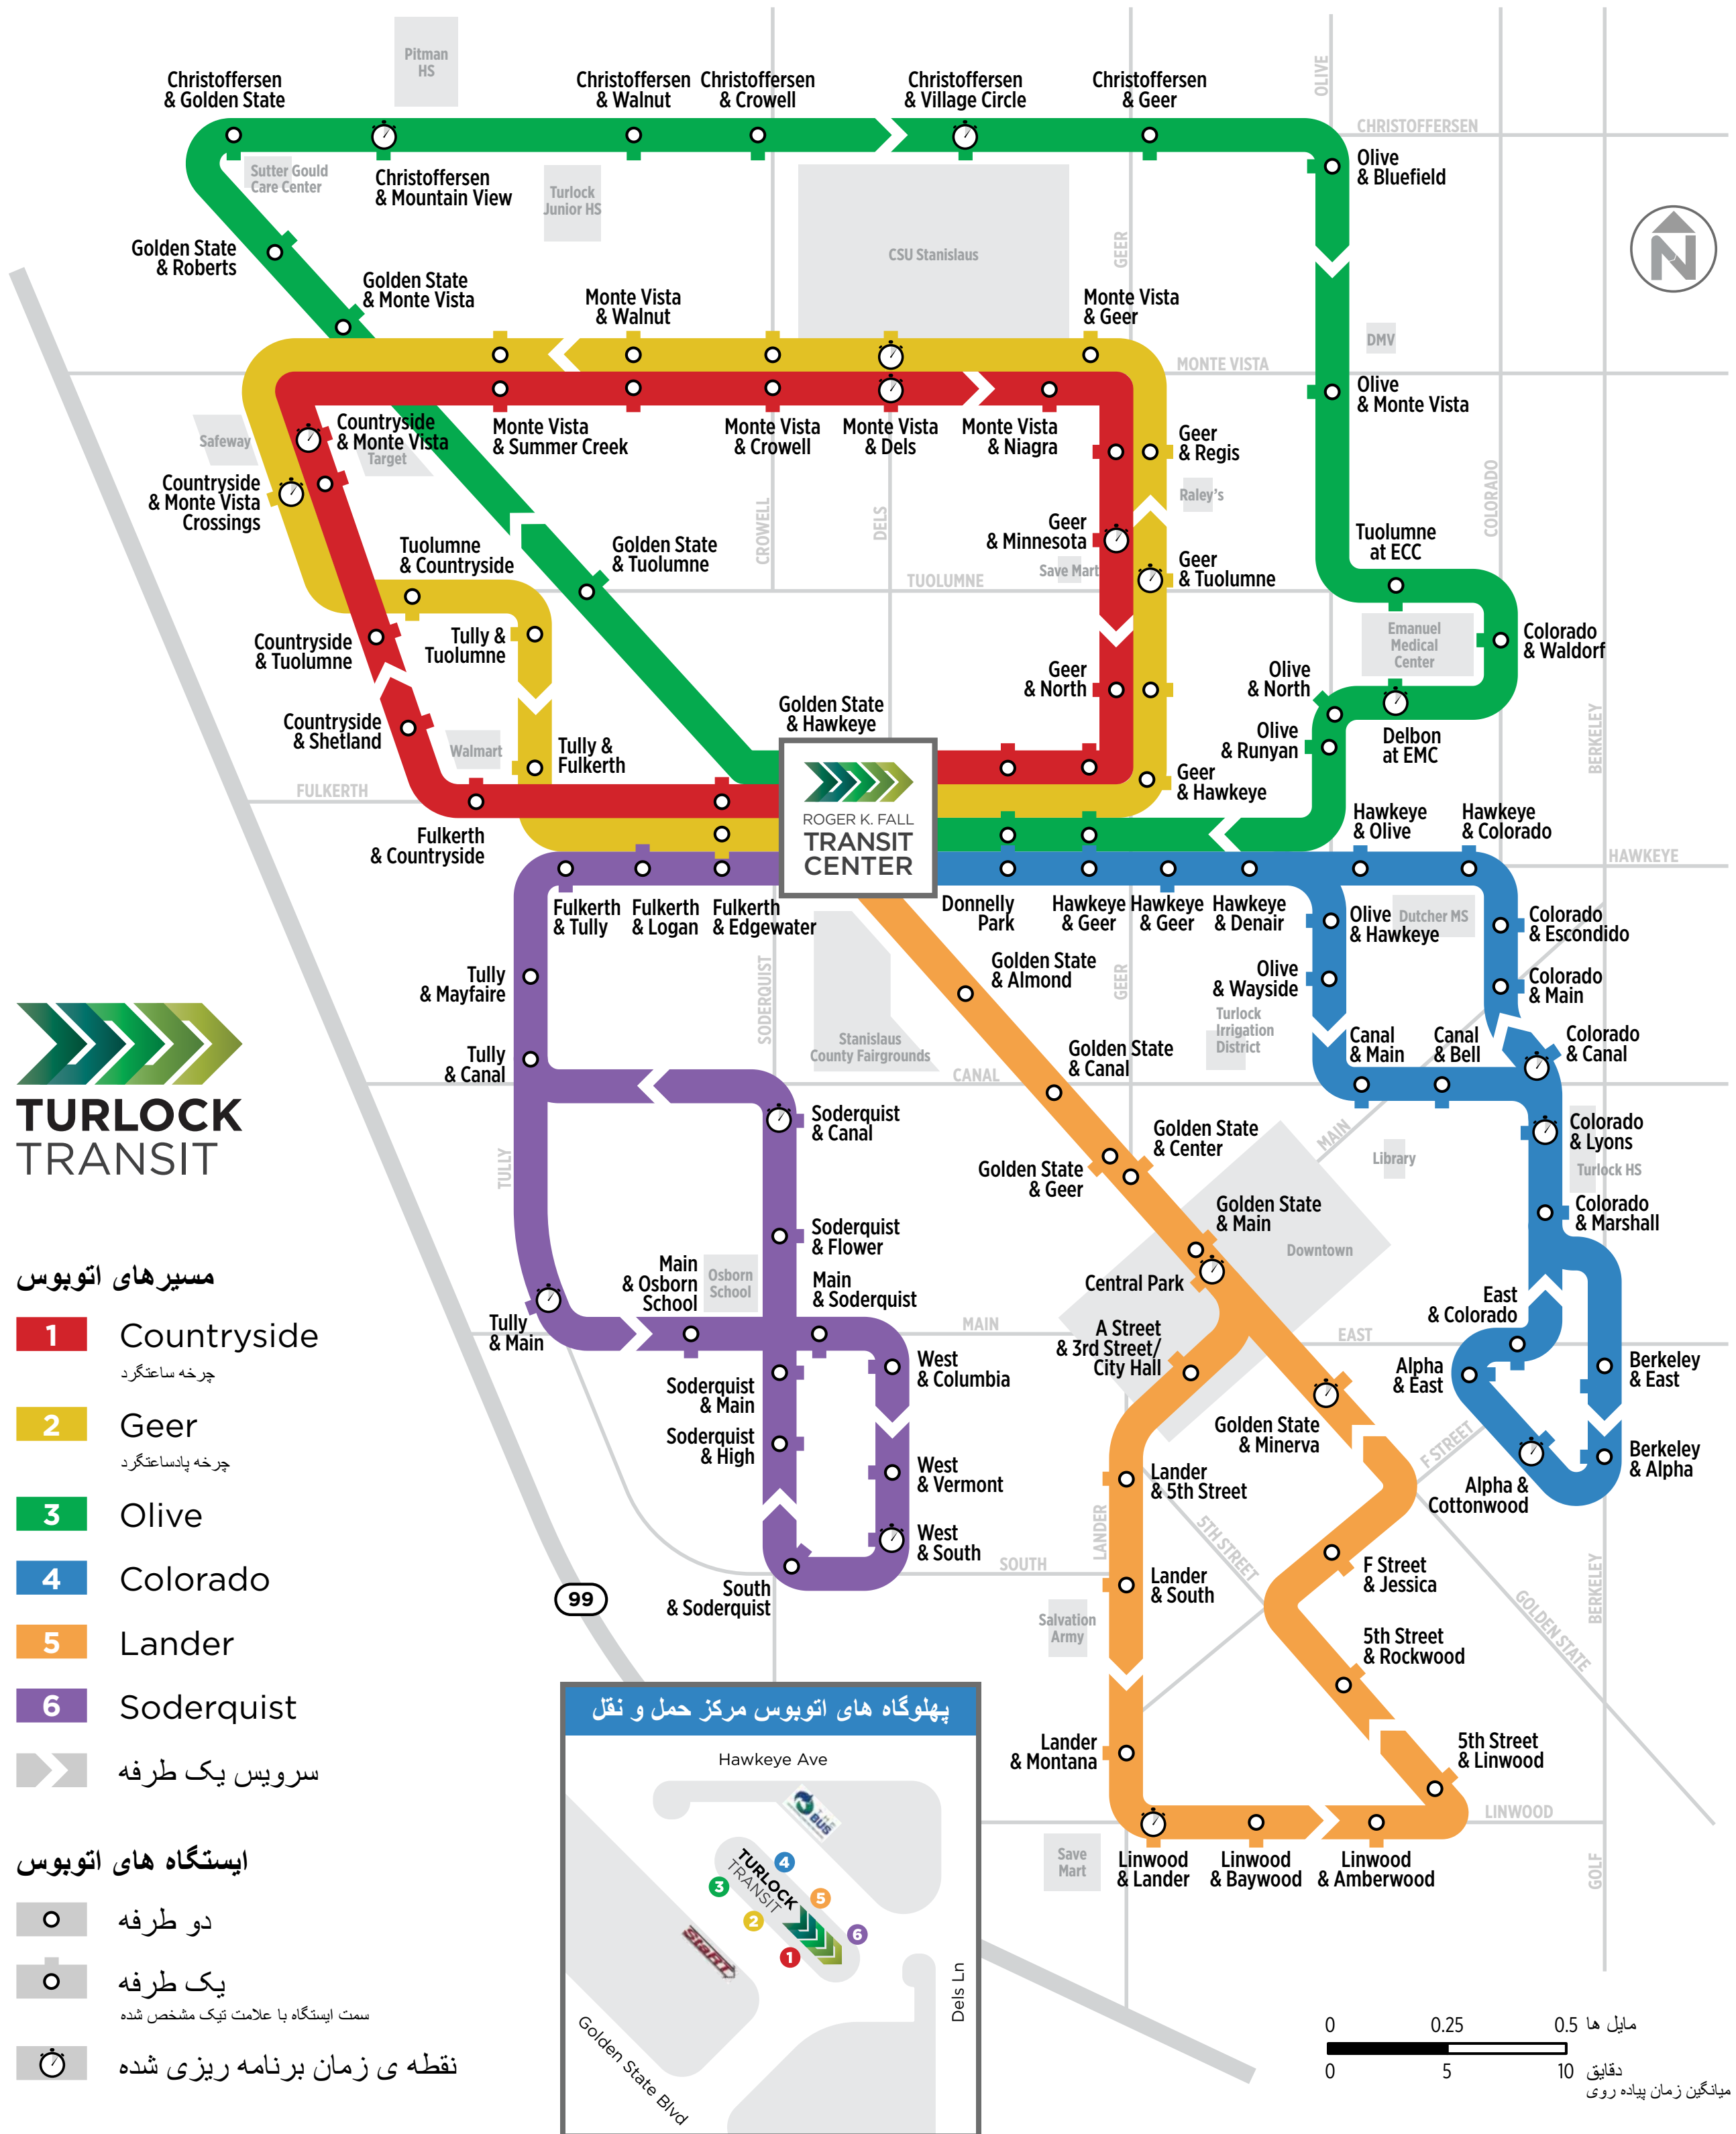 Pitman
HS
Christoffersen
& Golden State
Christoffersen
& Walnut
Christoffersen
& Crowell
Christoffersen
& Village Circle
Christoffersen
& Geer
OLIVE
CHRISTOFFERSEN
Sutter Gould
Care Center
Christoffersen
& Mountain View
Turlock
Junior HS
Olive
& Bluefield
CSU Stanislaus
GEER
Golden State
& Roberts
Golden State
& Monte Vista
Monte Vista
& Walnut
Monte Vista
& Geer
DMV
MONTE VISTA
Olive
& Monte Vista
Safeway
Countryside
& Monte Vista
Target
Monte Vista
& Summer Creek
Monte Vista
& Crowell
Monte Vista
& Dels
Monte Vista
& Niagra
Geer
& Regis
Countryside
& Monte Vista
Crossings
Raley's
COLORADO
CROWELL
DELS
Geer
& Minnesota
Save Mart
Tuolumne
at ECC
Tuolumne
& Countryside
Golden State
& Tuolumne
TUOLUMNE
Geer
& Tuolumne
Countryside
& Tuolumne
Tully &
Tuolumne
Emanuel
Medical
Center
Colorado
& Waldorf
Geer
& North
Olive
& North
Countryside
& Shetland
Walmart
Tully &
Fulkerth
Golden State
& Hawkeye
Olive
& Runyan
Delbon
at EMC
BERKELEY
FULKERTH
Geer
& Hawkeye
ROGER K. FALL
TRANSIT
CENTER
Hawkeye
& Olive
Hawkeye
& Colorado
Fulkerth
& Countryside
HAWKEYE
Fulkerth
& Tully
Fulkerth
& Logan
Fulkerth
& Edgewater
Donnelly
Park
Hawkeye
& Geer
Hawkeye
& Geer
Hawkeye
& Denair
Olive
& Hawkeye
Dutcher MS
Colorado
& Escondido
Tully
& Mayfaire
SODERQUIST
Golden State
& Almond
GEER
Olive
& Wayside
Colorado
& Main
Turlock
Irrigation
District
Stanislaus
County Fairgrounds
Tully
& Canal
Golden State
& Canal
Canal
& Main
Canal
& Bell
Colorado
& Canal
CANAL
TURLOCK
TRANSIT
TULLY
Soderquist
& Canal
Golden State
& Center
MAIN
Library
Colorado
& Lyons
Turlock HS
Golden State
& Geer
Golden State
& Main
Colorado
& Marshall
Soderquist
& Flower
Downtown
Main
& Osborn
School
Osborn
School
Main
& Soderquist
Central Park
East
& Colorado
Tully
& Main
MAIN
A Street
& 3rd Street/
City Hall
EAST
Alpha
& East
Berkeley
& East
West
& Columbia
Soderquist
& Main
Golden State
& Minerva
Soderquist
& High
F STREET
Berkeley
& Alpha
West
& Vermont
Lander
& 5th Street
Alpha &
Cottonwood
LANDER
5TH STREET
West
& South
SOUTH
F Street
& Jessica
South
& Soderquist
Lander
& South
BERKELEY
GOLDEN STATE
99
Salvation
Army
5th Street
& Rockwood
Lander
& Montana
5th Street
& Linwood
LINWOOD
Save
Mart
Linwood
& Lander
Linwood
& Baywood
Linwood
& Amberwood
GOLF
مسیرهای اتوبوس
1 Countryside
چرخه ساعتگرد
2 Geer
چرخه پادساعتگرد
3 Olive
4 Colorado
5 Lander
6 Soderquist
سرویس یک طرفه
ایستگاه های اتوبوس
دو طرفه
یک طرفه
سمت ایستگاه با علامت تیک مشخص شده
نقطه ی زمان برنامه ریزی شده
پهلوگاه های اتوبوس مرکز حمل و نقل
Hawkeye Ave
BUS
TURLOCK
TRANSIT
4
3
5
2
6
1
StaRT
Dels Ln
Golden State Blvd
0 0.25 0.5 مایل ها
0 5 10 دقایق
میانگین زمان پیاده روی